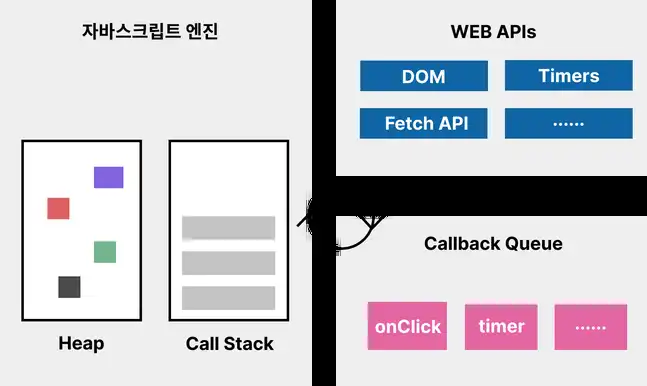 자바스크립트 엔진
Heap
Call Stack
WEB APIs
DOM
Timers
Fetch API
......
Callback Queue
onClick
timer
......